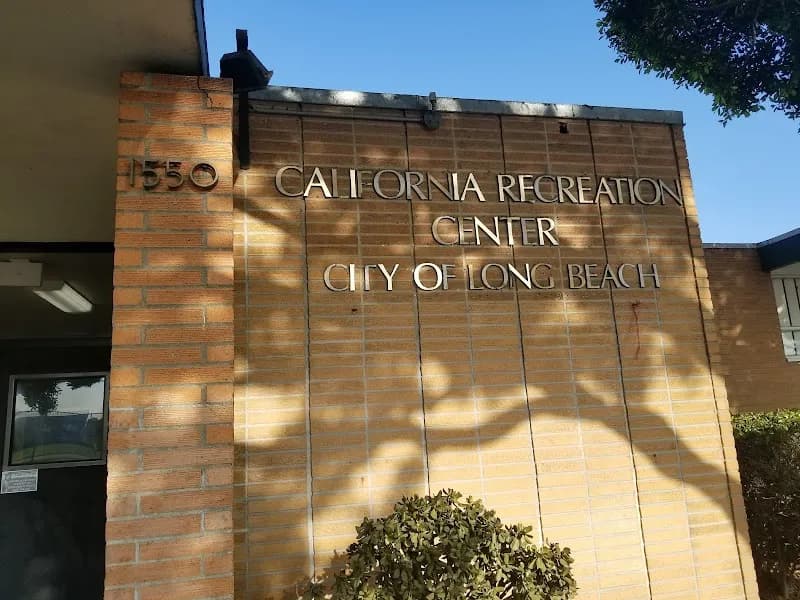 1550
CALIFORNIA RECREATION
CENTER
CITY OF LONG BEACH